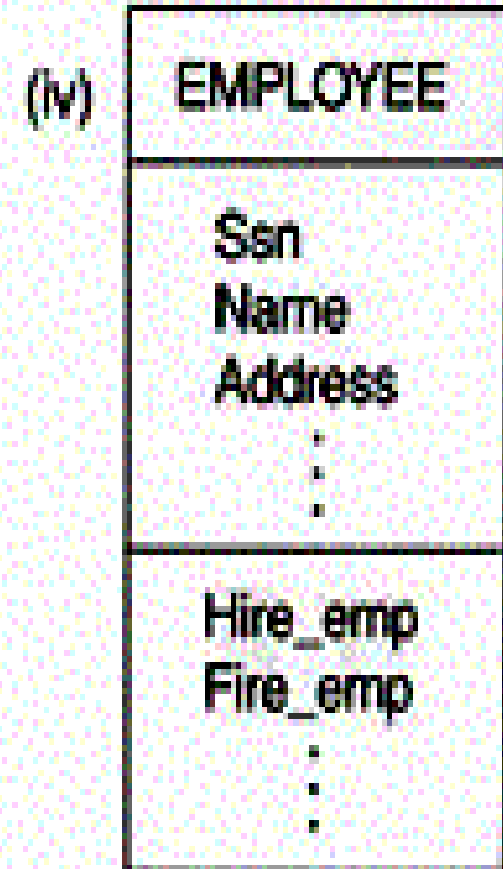 (iv) EMPLOYEE
Ssn
Name
Address
.
.
.
Hire_emp
Fire_emp
.
.
.